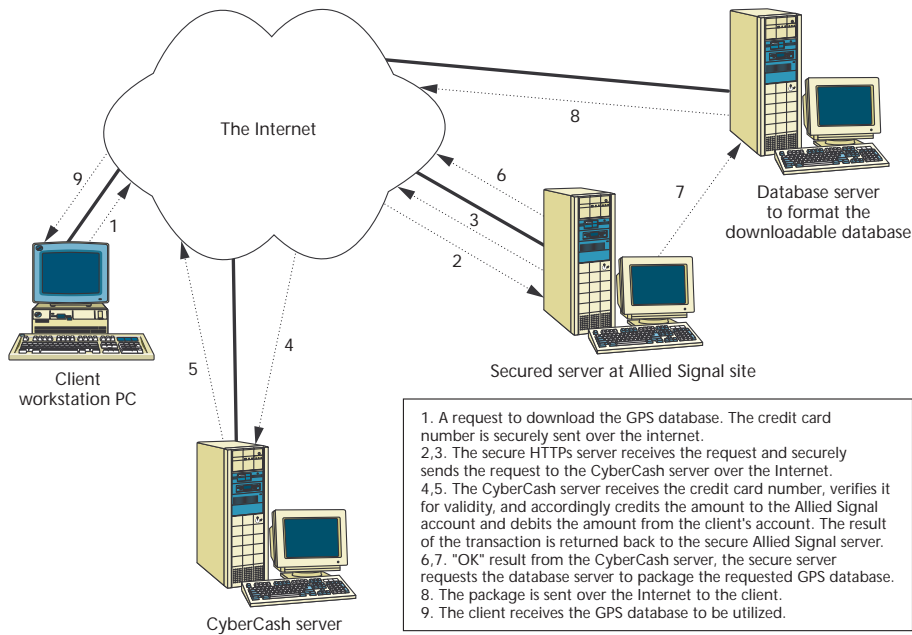 The Internet
8
9
6
7
1
3
2
Database server
to format the
downloadable database
5
4
Client
workstation PC
Secured server at Allied Signal site
CyberCash server
1. A request to download the GPS database. The credit card
number is securely sent over the internet.
2,3. The secure HTTPs server receives the request and securely
sends the request to the CyberCash server over the Internet.
4,5. The CyberCash server receives the credit card number, verifies it
for validity, and accordingly credits the amount to the Allied Signal
account and debits the amount from the client's account. The result
of the transaction is returned back to the secure Allied Signal server.
6,7. "OK" result from the CyberCash server, the secure server
requests the database server to package the requested GPS database.
8. The package is sent over the Internet to the client.
9. The client receives the GPS database to be utilized.